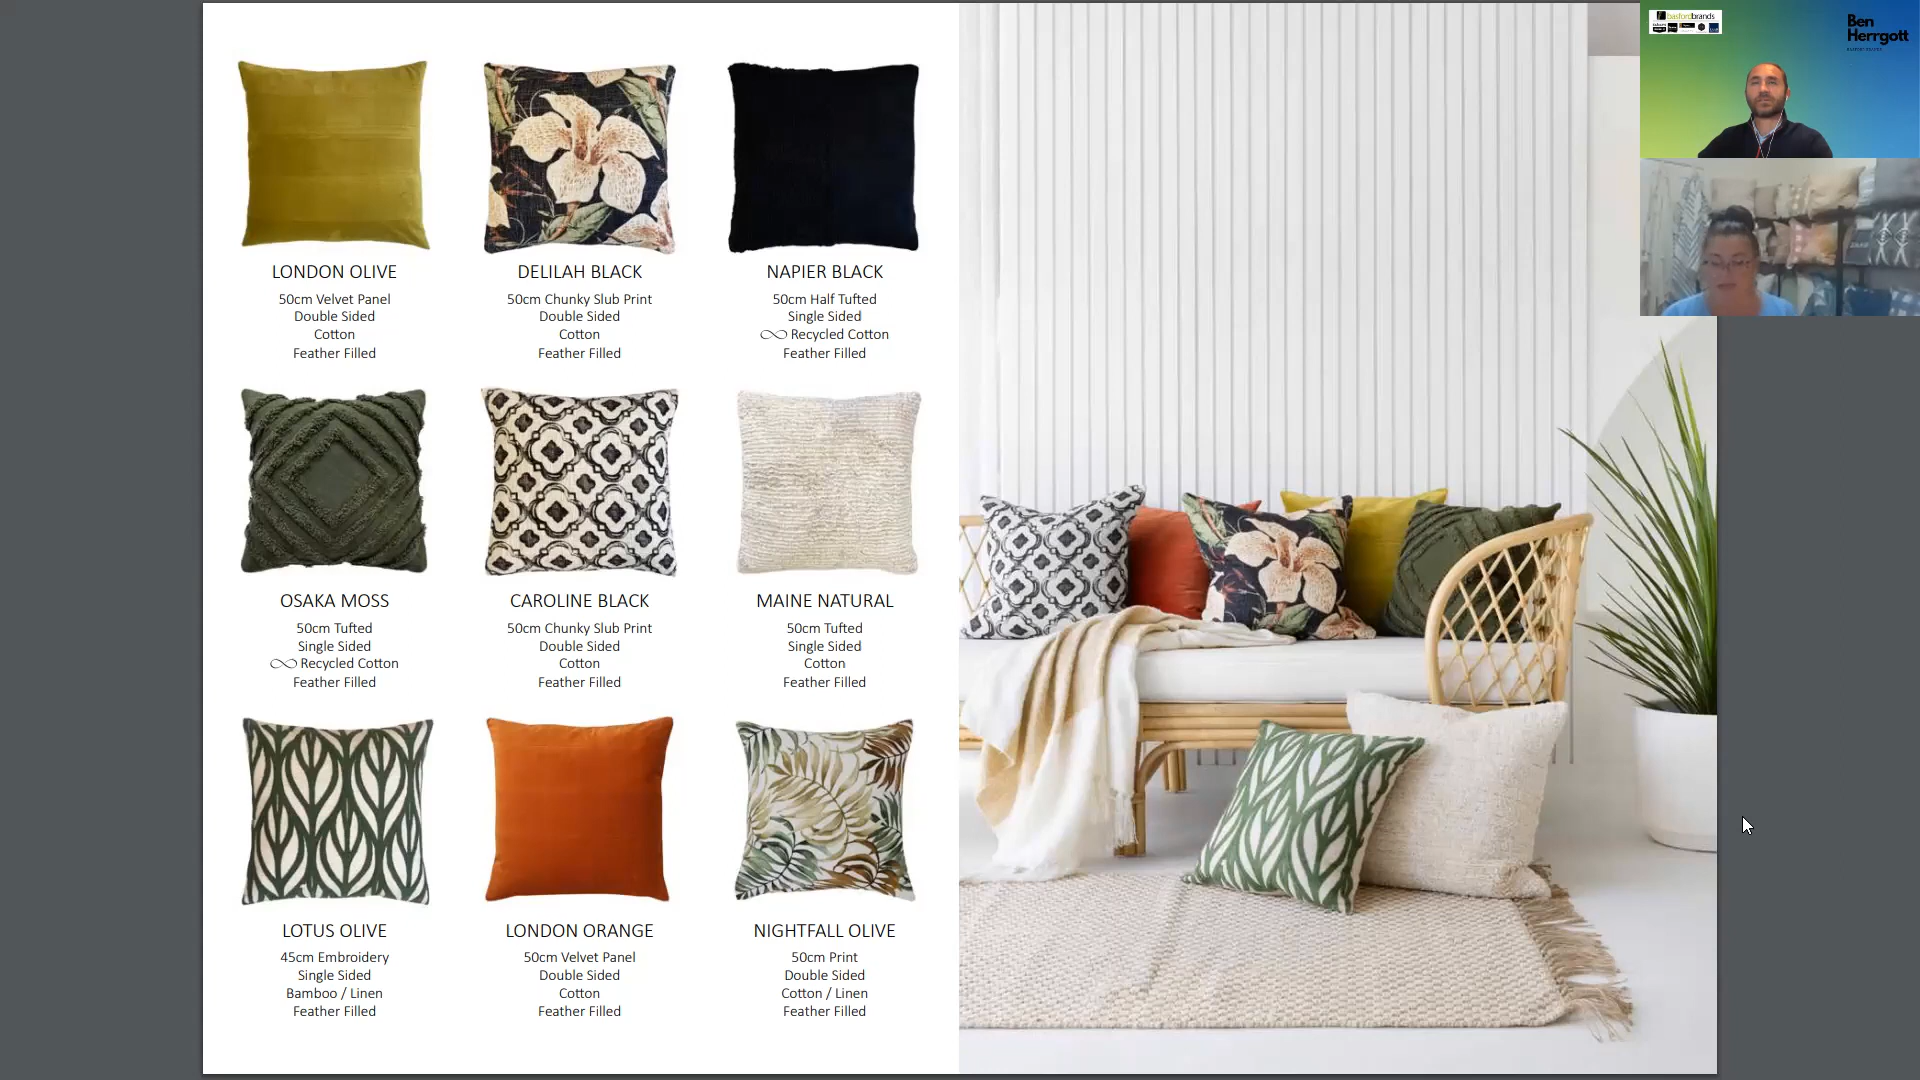 LONDON OLIVE
50cm Velvet Panel
Double Sided
Cotton
Feather Filled
DELILAH BLACK
50cm Chunky Slub Print
Double Sided
Cotton
Feather Filled
NAPIER BLACK
50cm Half Tufted
Single Sided
Recycled Cotton
Feather Filled
OSAKA MOSS
50cm Tufted
Single Sided
Recycled Cotton
Feather Filled
CAROLINE BLACK
50cm Chunky Slub Print
Double Sided
Cotton
Feather Filled
MAINE NATURAL
50cm Tufted
Single Sided
Cotton
Feather Filled
LOTUS OLIVE
45cm Embroidery
Single Sided
Bamboo / Linen
Feather Filled
LONDON ORANGE
50cm Velvet Panel
Double Sided
Cotton
Feather Filled
NIGHTFALL OLIVE
50cm Print
Double Sided
Cotton / Linen
Feather Filled
basfordbrands
Ben
Herrgott